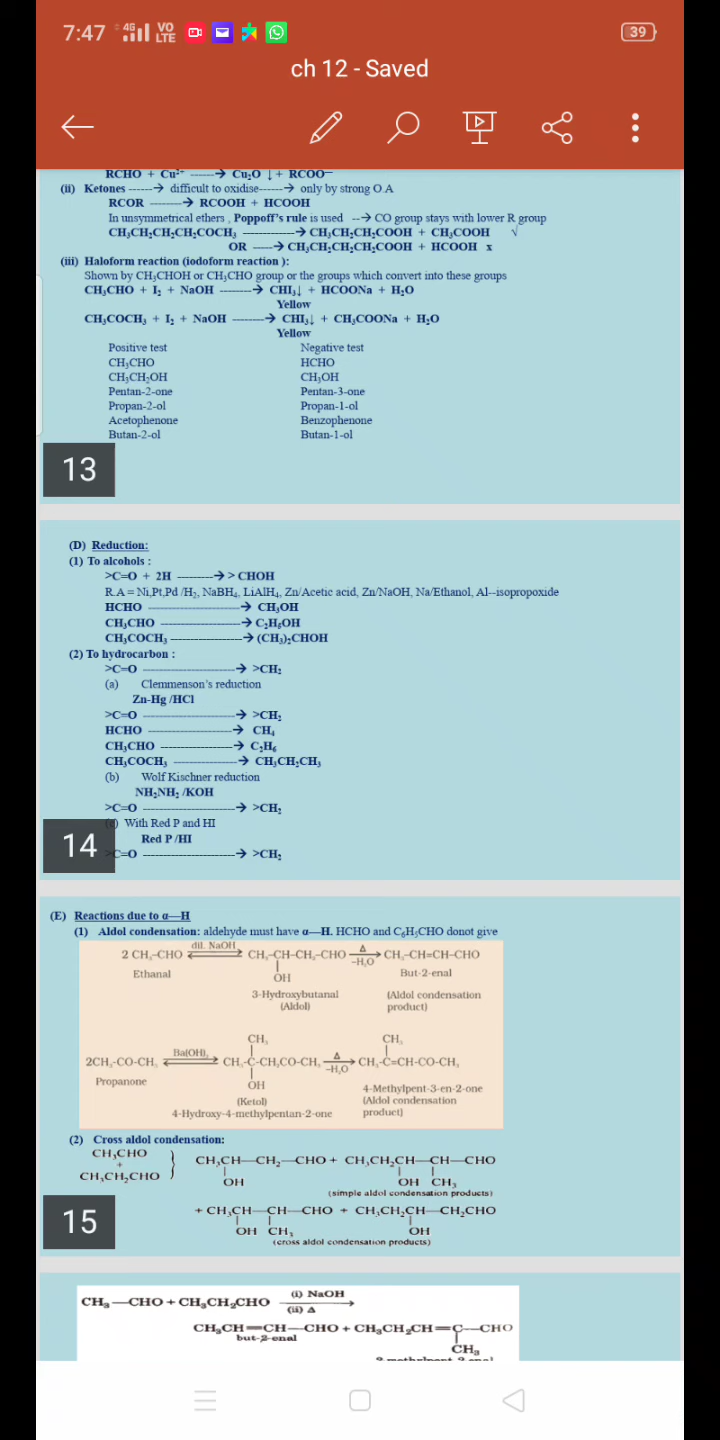 7:47 4G VO LTE 39
ch 12 - Saved
RCHO + Cu²⁺ ------→ Cu₂O ↓ + RCOO⁻
(ii) Ketones ------→ difficult to oxidise------→ only by strong O.A
RCOR --------→ RCOOH + HCOOH
In unsymmetrical ethers , Poppoff's rule is used --→ CO group stays with lower R group
CH₃CH₂CH₂CH₂COCH₃ -------------→ CH₃CH₂CH₂COOH + CH₃COOH √
OR ----→ CH₃CH₂CH₂CH₂COOH + HCOOH x
(iii) Haloform reaction (iodoform reaction ):
Shown by CH₃CHOH or CH₃CHO group or the groups which convert into these groups
CH₃CHO + I₂ + NaOH --------→ CHI₃↓ + HCOONa + H₂O
Yellow
CH₃COCH₃ + I₂ + NaOH --------→ CHI₃↓ + CH₃COONa + H₂O
Yellow
Positive test Negative test
CH₃CHO HCHO
CH₃CH₂OH CH₃OH
Pentan-2-one Pentan-3-one
Propan-2-ol Propan-1-ol
Acetophenone Benzophenone
Butan-2-ol Butan-1-ol
13
(D) Reduction:
(1) To alcohols :
>C=O + 2H ---------→ > CHOH
R.A = Ni,Pt,Pd /H₂, NaBH₄, LiAlH₄, Zn/Acetic acid, Zn/NaOH, Na/Ethanol, Al--isopropoxide
HCHO -----------------------→ CH₃OH
CH₃CHO --------------------→ C₂H₅OH
CH₃COCH₃ ------------------→ (CH₃)₂CHOH
(2) To hydrocarbon :
>C=O -----------------------→ >CH₂
(a) Clemmenson's reduction
Zn-Hg /HCl
>C=O -----------------------→ >CH₂
HCHO ---------------------→ CH₄
CH₃CHO ------------------→ C₂H₆
CH₃COCH₃ ----------------→ CH₃CH₂CH₃
(b) Wolf Kischner reduction
NH₂NH₂ /KOH
>C=O -----------------------→ >CH₂
) With Red P and HI
Red P /HI
14
C=O -----------------------→ >CH₂
(E) Reactions due to α—H
(1) Aldol condensation: aldehyde must have α—H. HCHO and C₆H₅CHO donot give
dil. NaOH
2 CH₃-CHO ⇌ CH₃-CH-CH₂-CHO Δ -H₂O → CH₃-CH=CH-CHO
Ethanal OH But-2-enal
3-Hydroxybutanal (Aldol condensation
(Aldol) product)
CH₃ CH₃
2CH₃-CO-CH₃ Ba(OH)₂ ⇌ CH₃-C-CH₂CO-CH₃ Δ -H₂O → CH₃-C=CH-CO-CH₃
Propanone OH 4-Methylpent-3-en-2-one
(Ketol) (Aldol condensation
4-Hydroxy-4-methylpentan-2-one product)
(2) Cross aldol condensation:
CH₃CHO
+
CH₃CH₂CHO } CH₃CH—CH₂—CHO + CH₃CH₂CH—CH—CHO
OH OH CH₃
(simple aldol condensation products)
15
+ CH₃CH—CH—CHO + CH₃CH₂CH—CH₂CHO
OH CH₃ OH
(cross aldol condensation products)
CH₃—CHO + CH₃CH₂CHO (i) NaOH (ii) Δ →
CH₃CH=CH—CHO + CH₃CH₂CH=C—CHO
but-2-enal CH₃